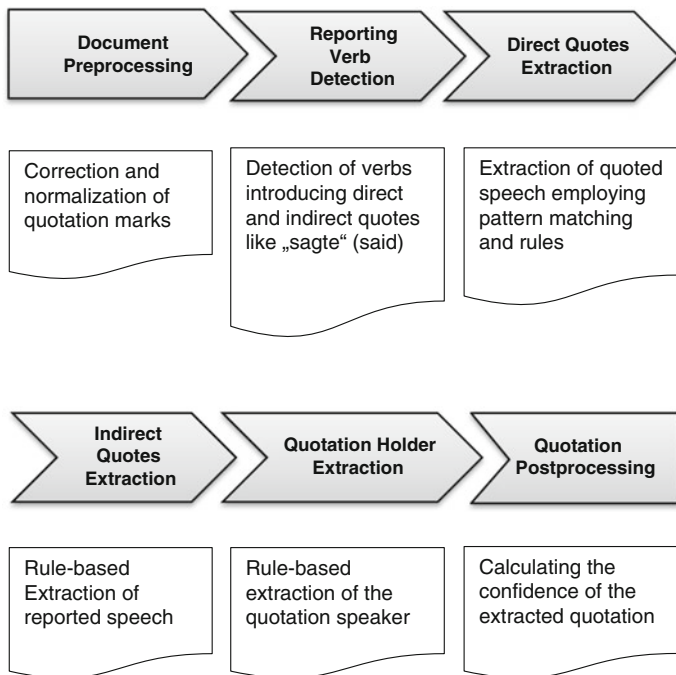 Document
Preprocessing
Reporting
Verb
Detection
Direct Quotes
Extraction
Correction and
normalization of
quotation marks
Detection of verbs
introducing direct
and indirect quotes
like „sagte“ (said)
Extraction of quoted
speech employing
pattern matching
and rules
Indirect
Quotes
Extraction
Quotation Holder
Extraction
Quotation
Postprocessing
Rule-based
Extraction of
reported speech
Rule-based
extraction of the
quotation speaker
Calculating the
confidence of the
extracted quotation